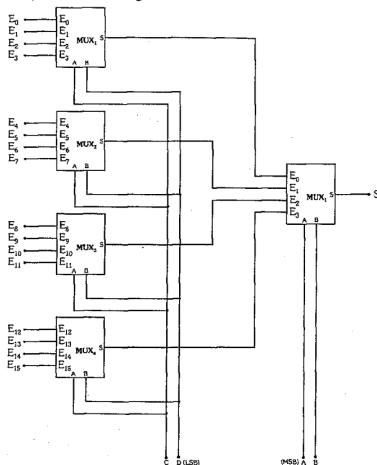 E₀ E₀
E₁ E₁
E₂ E₂
E₃ E₃
MUX₁ S
A B
E₄ E₄
E₅ E₅
E₆ E₆
E₇ E₇
MUX₂ S
A B
E₈ E₈
E₉ E₉
E₁₀ E₁₀
E₁₁ E₁₁
MUX₃ S
A B
E₁₂ E₁₂
E₁₃ E₁₃
E₁₄ E₁₄
E₁₅ E₁₅
MUX₄ S
A B
E₀
E₁
E₂
E₃
MUX₁ S
A B
S
C D (LSB)
(MSB) A B